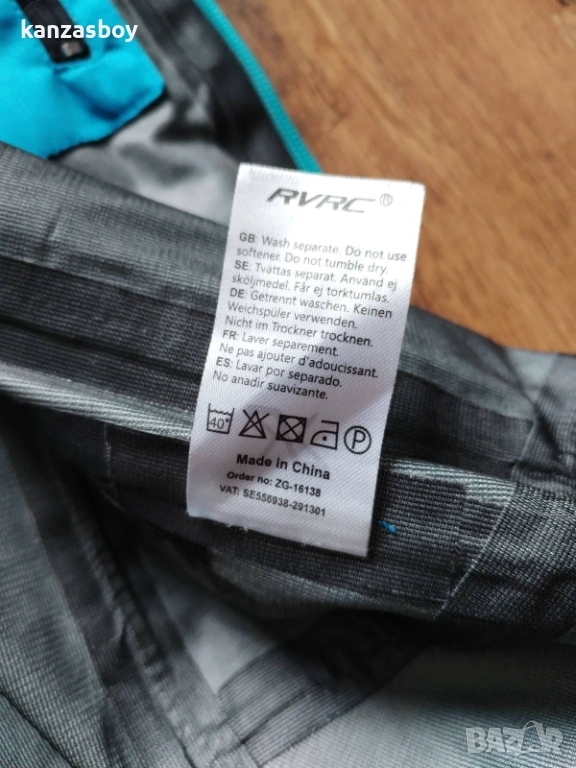 kanzasboy
RVRC®
GB: Wash separate. Do not use
softener. Do not tumble dry.
SE: Tvättas separat. Använd ej
sköljmedel. Får ej torktumlas.
DE: Getrennt waschen. Keinen
Weichspüler verwenden.
Nicht im Trockner trocknen.
FR: Laver separement.
Ne pas ajouter d'adoucissant.
ES: Lavar por separado.
No anadir suavizante.
40° P
Made in China
Order no: ZG-16138
VAT: SE556938-291301
BAZAR